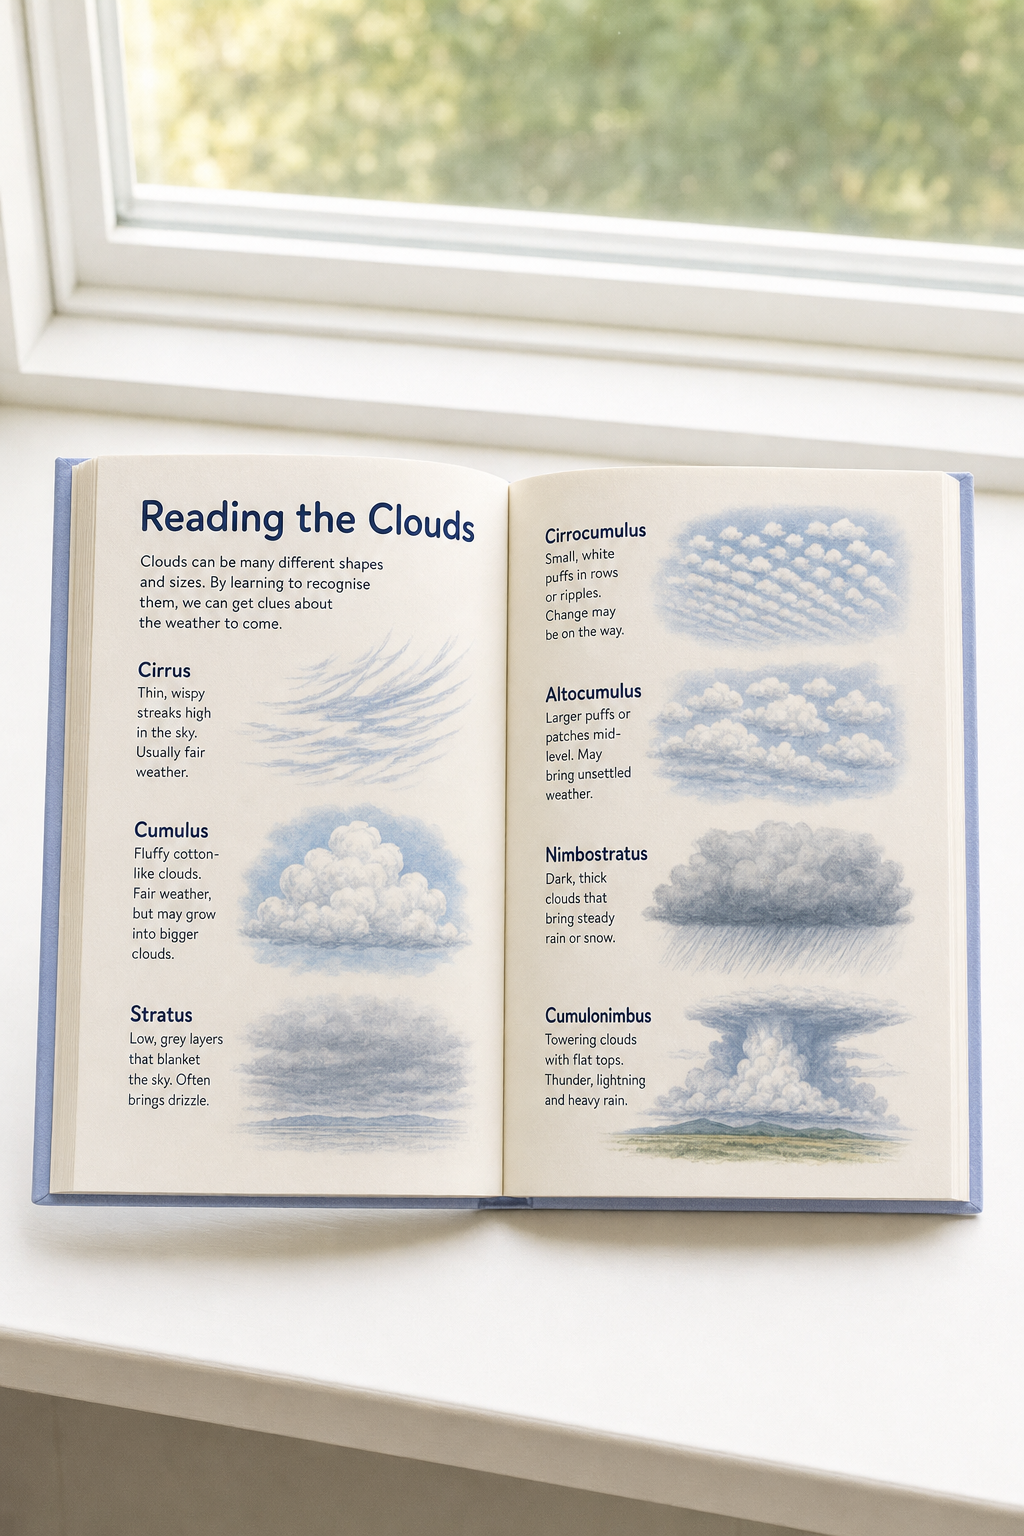 Reading the Clouds
Clouds can be many different shapes
and sizes. By learning to recognise
them, we can get clues about
the weather to come.
Cirrus
Thin, wispy
streaks high
in the sky.
Usually fair
weather.
Cumulus
Fluffy cotton-
like clouds.
Fair weather,
but may grow
into bigger
clouds.
Stratus
Low, grey layers
that blanket
the sky. Often
brings drizzle.
Cirrocumulus
Small, white
puffs in rows
or ripples.
Change may
be on the way.
Altocumulus
Larger puffs or
patches mid-
level. May
bring unsettled
weather.
Nimbostratus
Dark, thick
clouds that
bring steady
rain or snow.
Cumulonimbus
Towering clouds
with flat tops.
Thunder, lightning
and heavy rain.